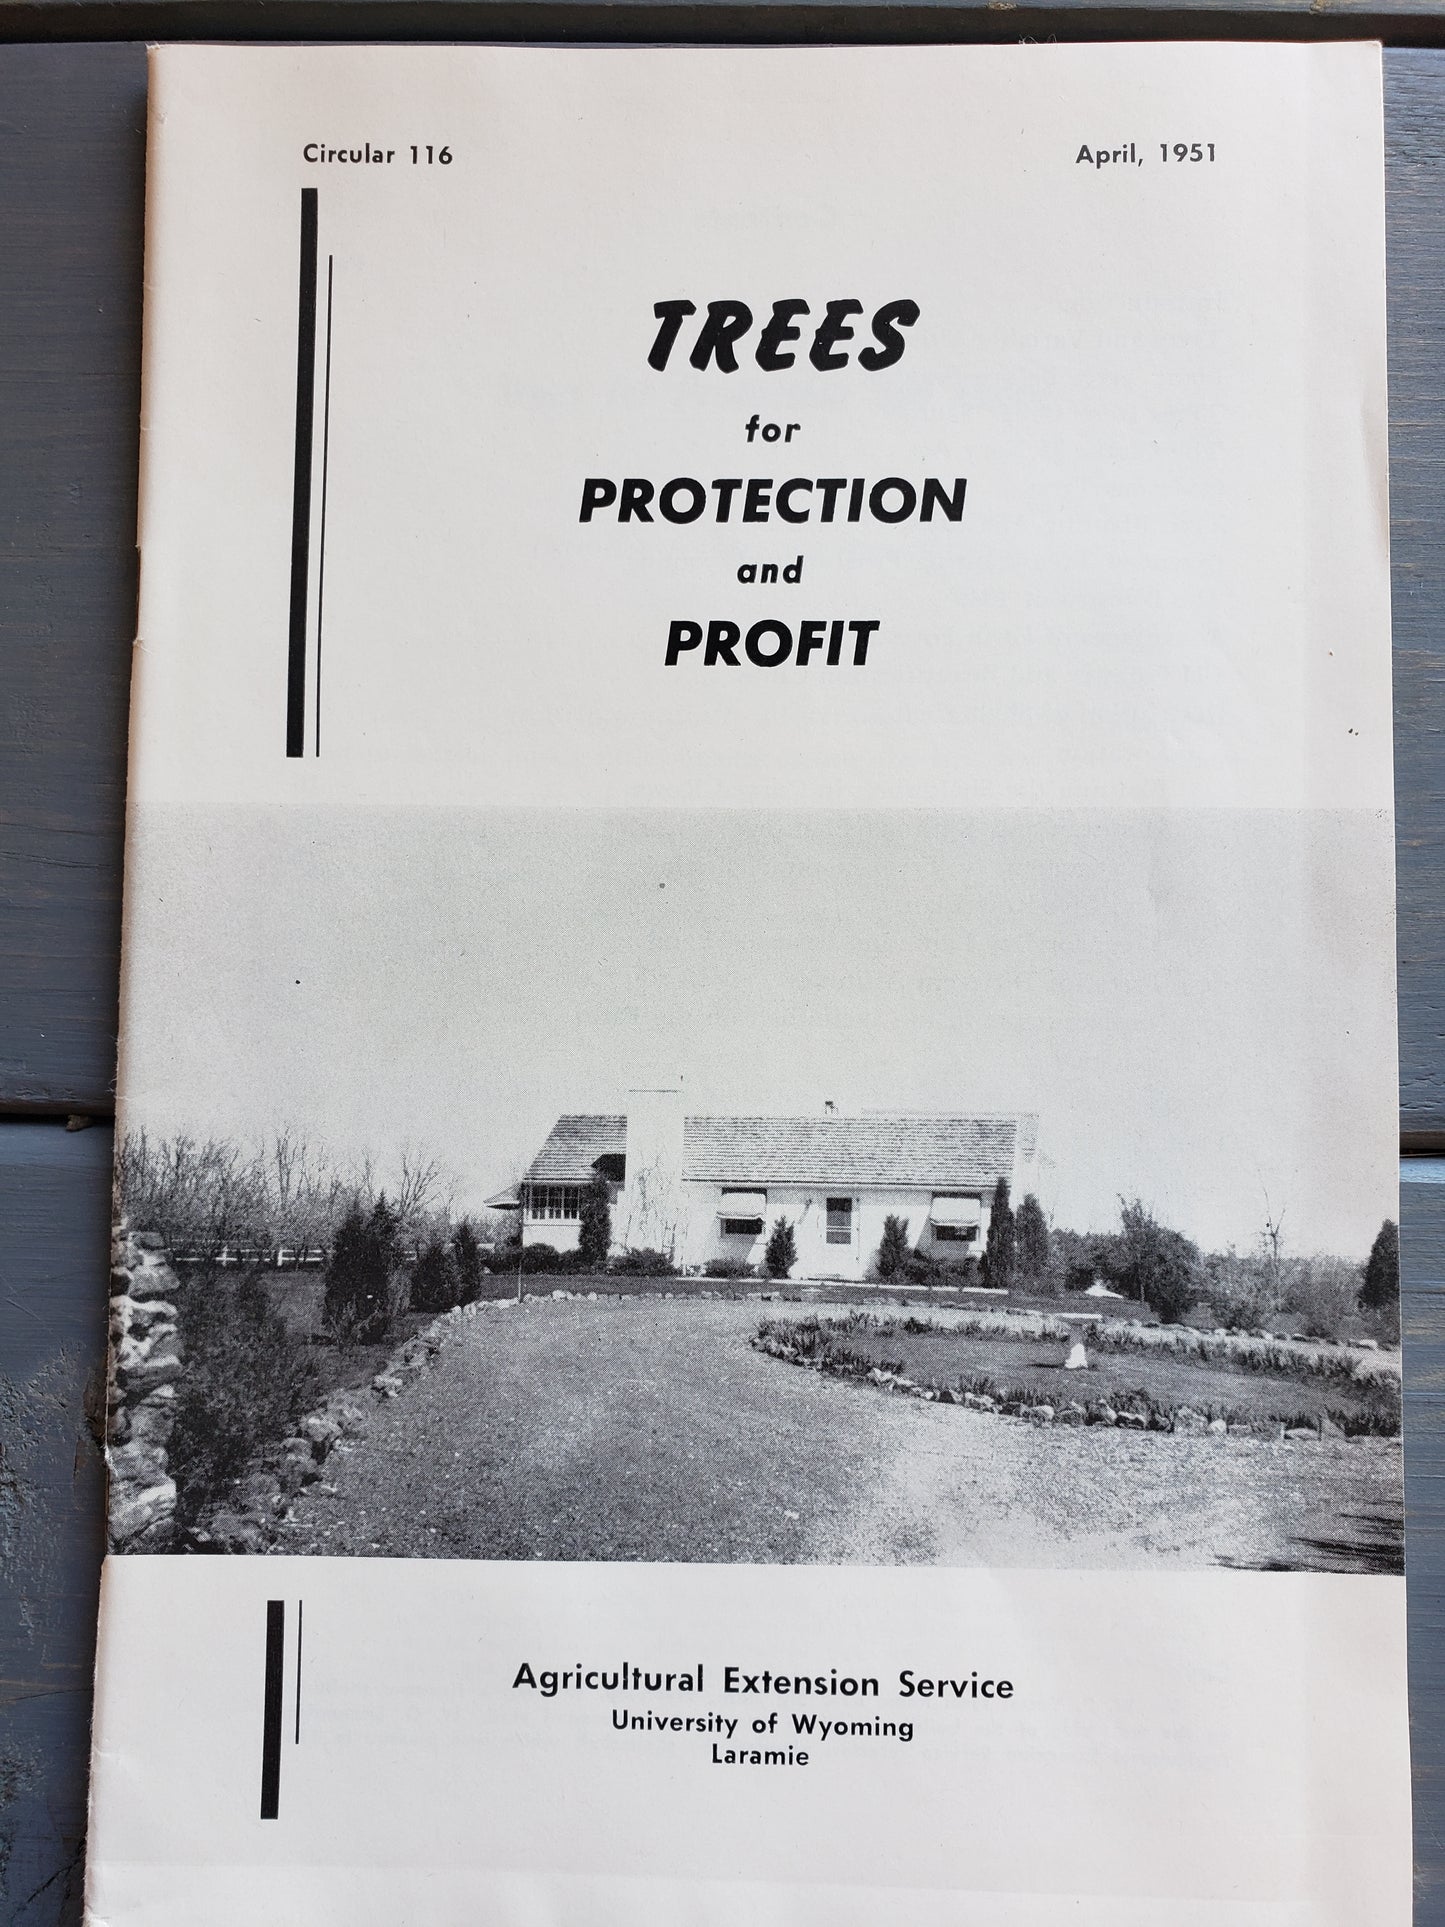 Circular 116
April, 1951
TREES
for
PROTECTION
and
PROFIT
Agricultural Extension Service
University of Wyoming
Laramie